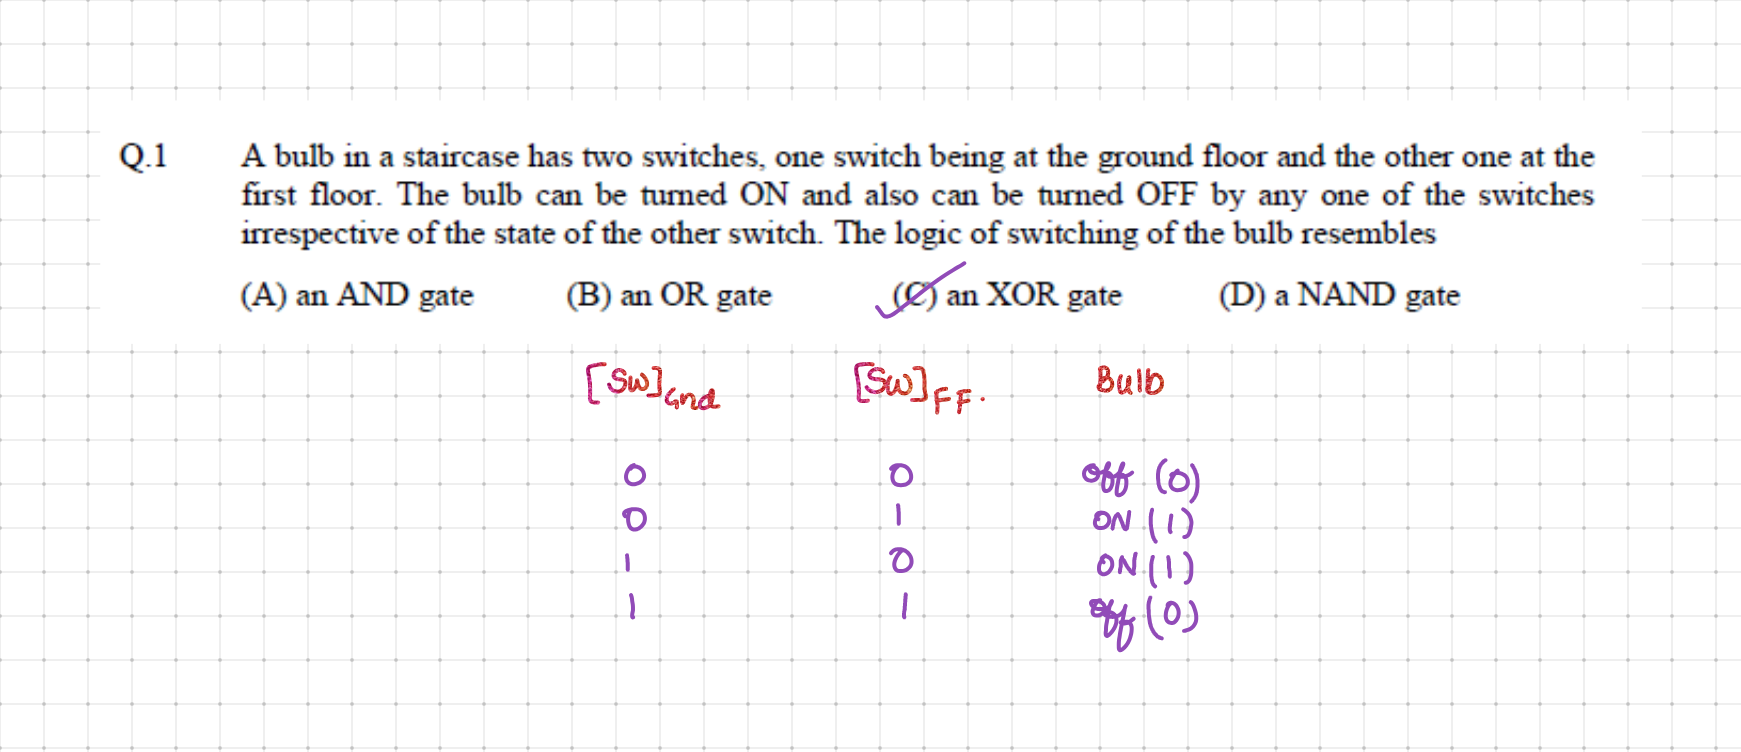 Q.1 A bulb in a staircase has two switches, one switch being at the ground floor and the other one at the
first floor. The bulb can be turned ON and also can be turned OFF by any one of the switches
irrespective of the state of the other switch. The logic of switching of the bulb resembles
(A) an AND gate (B) an OR gate (C) an XOR gate (D) a NAND gate
[SW]Gnd [SW]FF. Bulb
0 0 off (0)
0 1 ON (1)
1 0 ON (1)
1 1 off (0)